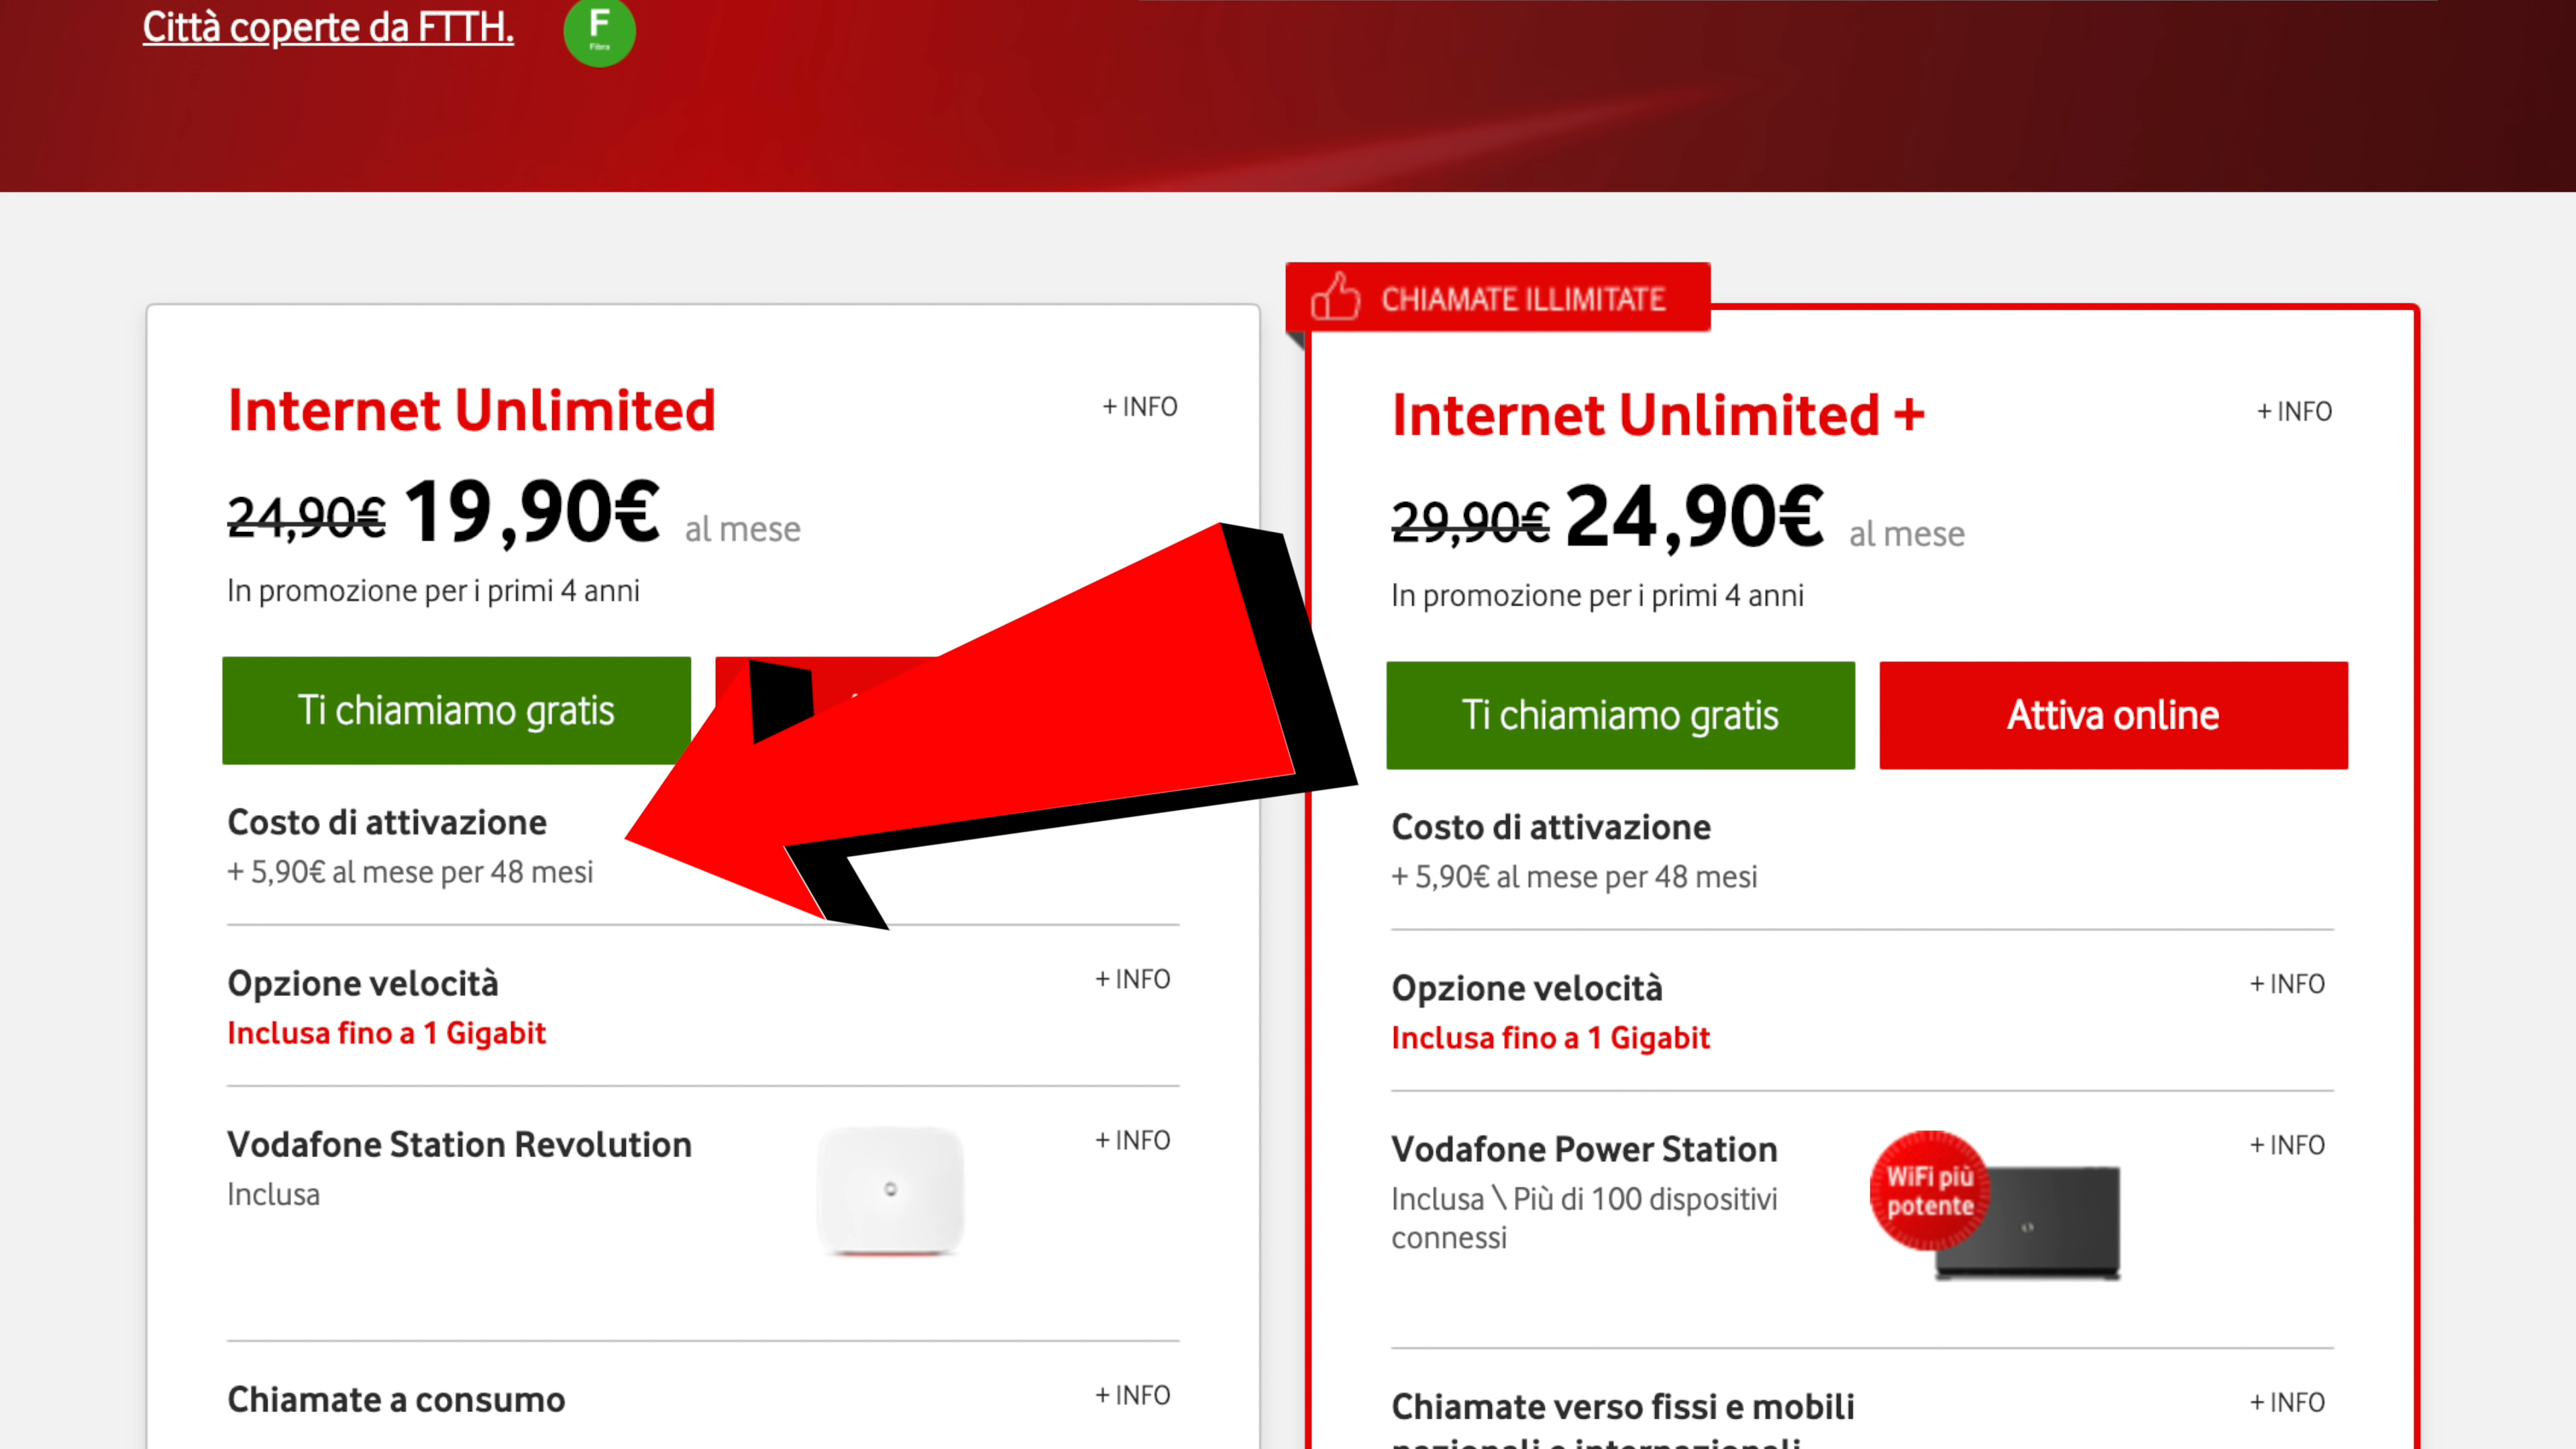 Città coperte da FTTH.
F
Fibra
Internet Unlimited
+ INFO
24,90€ 19,90€ al mese
In promozione per i primi 4 anni
Ti chiamiamo gratis
Costo di attivazione
+ 5,90€ al mese per 48 mesi
Opzione velocità
+ INFO
Inclusa fino a 1 Gigabit
Vodafone Station Revolution
+ INFO
Inclusa
Chiamate a consumo
+ INFO
CHIAMATE ILLIMITATE
Internet Unlimited +
+ INFO
29,90€ 24,90€ al mese
In promozione per i primi 4 anni
Ti chiamiamo gratis
Attiva online
Costo di attivazione
+ 5,90€ al mese per 48 mesi
Opzione velocità
+ INFO
Inclusa fino a 1 Gigabit
Vodafone Power Station
+ INFO
Inclusa \ Più di 100 dispositivi
connessi
WiFi più
potente
Chiamate verso fissi e mobili
+ INFO
nazionali e internazionali